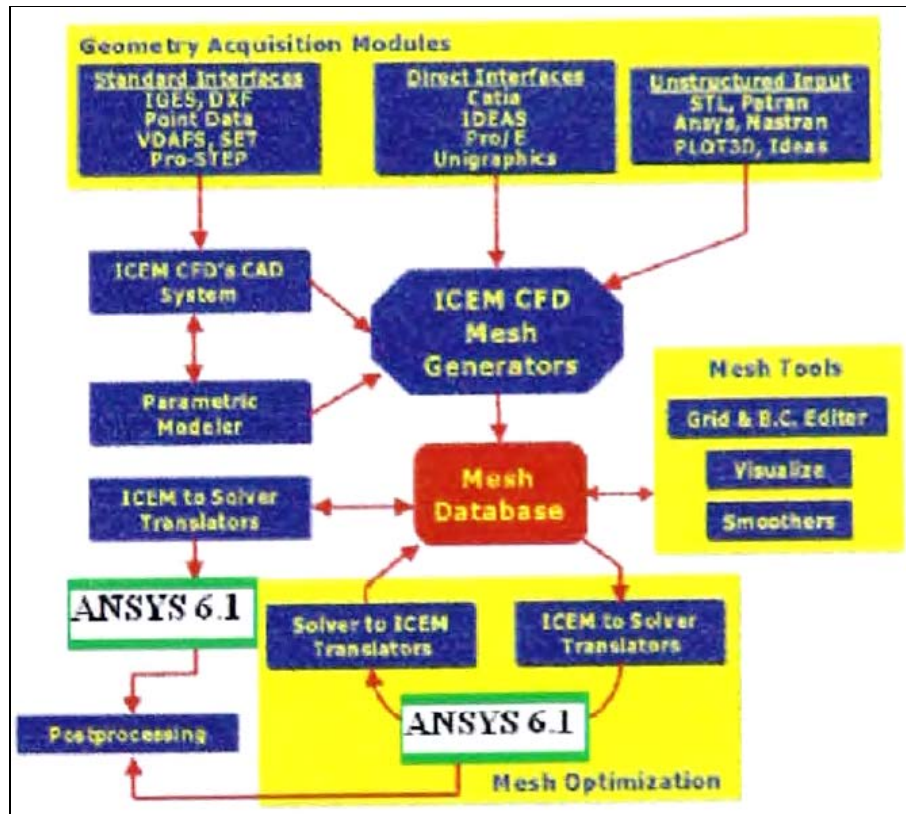 Geometry Acquisition Modules
Standard Interfaces
IGES, DXF
Point Data
VDAFS, SET
Pro-STEP
Direct Interfaces
Catia
IDEAS
Pro/E
Unigraphics
Unstructured Input
STL, Patran
Ansys, Nastran
PLOT3D, Ideas
ICEM CFD's CAD
System
ICEM CFD
Mesh
Generators
Parametric
Modeler
Mesh Tools
Grid & B.C. Editer
Visualize
Smoothers
ICEM to Solver
Translators
Mesh
Database
ANSYS 6.1
Solver to ICEM
Translators
ICEM to Solver
Translators
Postprocessing
ANSYS 6.1
Mesh Optimization